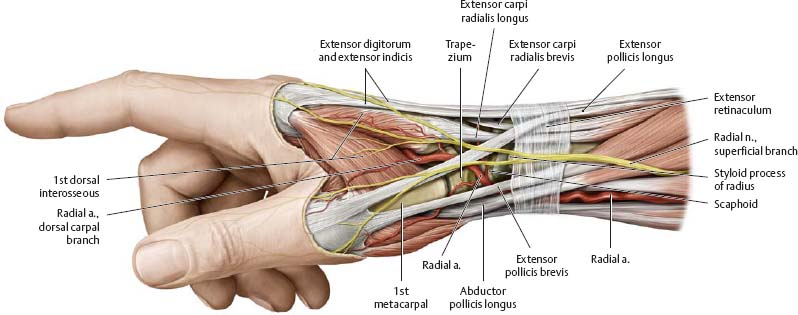 Extensor carpi
radialis longus
Extensor digitorum
and extensor indicis
Trape-
zium
Extensor carpi
radialis brevis
Extensor
pollicis longus
Extensor
retinaculum
Radial n.,
superficial branch
Styloid process
of radius
Scaphoid
1st dorsal
interosseous
Radial a.,
dorsal carpal
branch
Radial a.
Extensor
pollicis brevis
Radial a.
1st
metacarpal
Abductor
pollicis longus